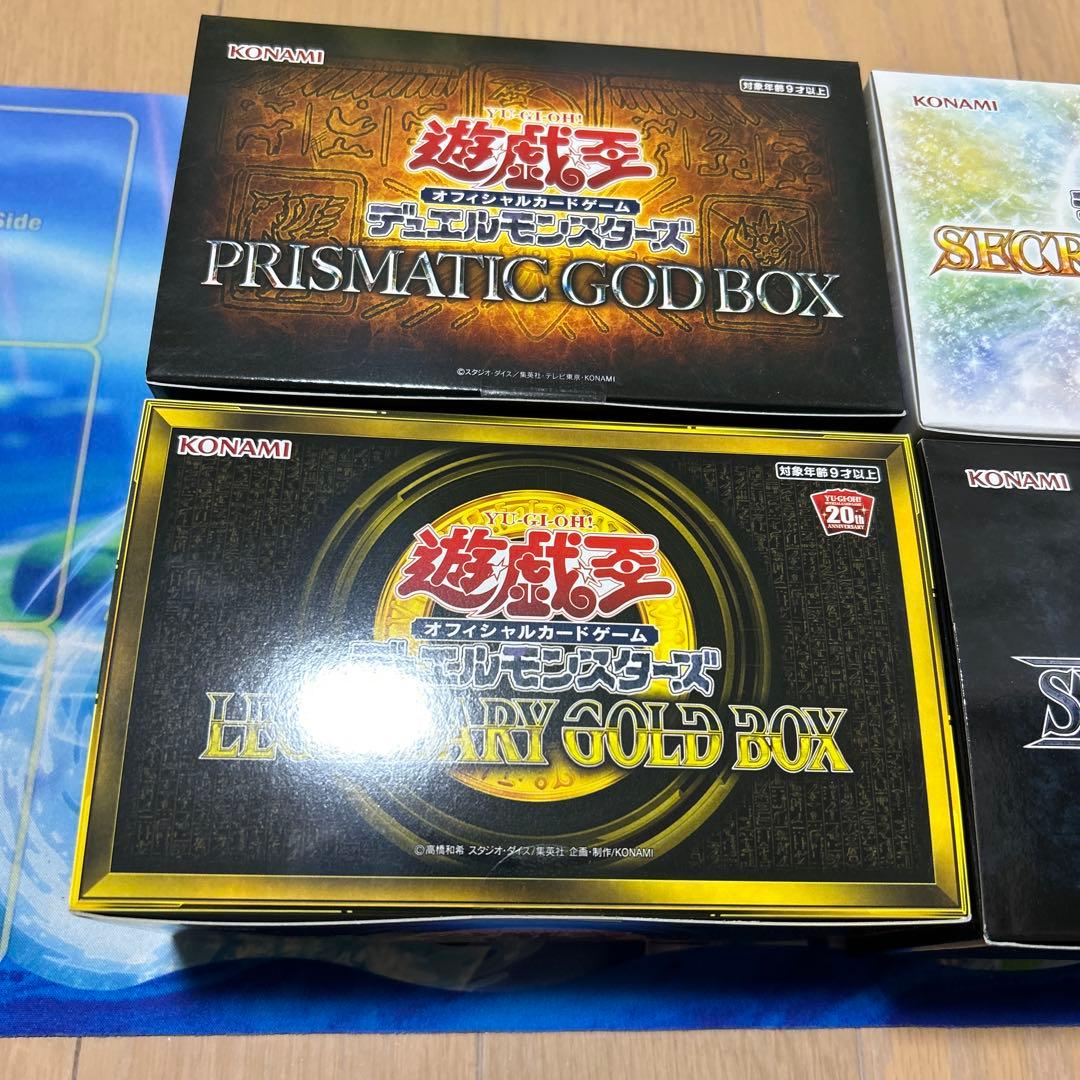 Side
KONAMI
対象年齢9才以上
YU-GI-OH!
遊☆戯☆王
オフィシャルカードゲーム
デュエルモンスターズ
PRISMATIC GOD BOX
©スタジオ・ダイス/集英社・テレビ東京・KONAMI
KONAMI
KONAMI
対象年齢9才以上
YU-GI-OH!
20th
ANNIVERSARY
YU-GI-OH!
遊☆戯☆王
オフィシャルカードゲーム
デュエルモンスターズ
LEGENDARY GOLD BOX
©高橋和希 スタジオ・ダイス/集英社 企画・制作/KONAMI
KONAMI